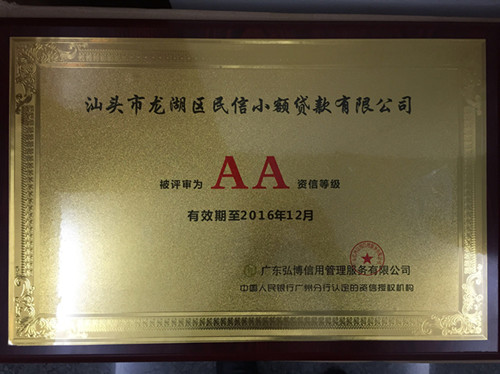 汕头市龙湖区民信小额贷款有限公司
被评审为 AA 资信等级
有效期至2016年12月
广东弘博信用管理服务有限公司
中国人民银行广州分行认定的资信授权机构